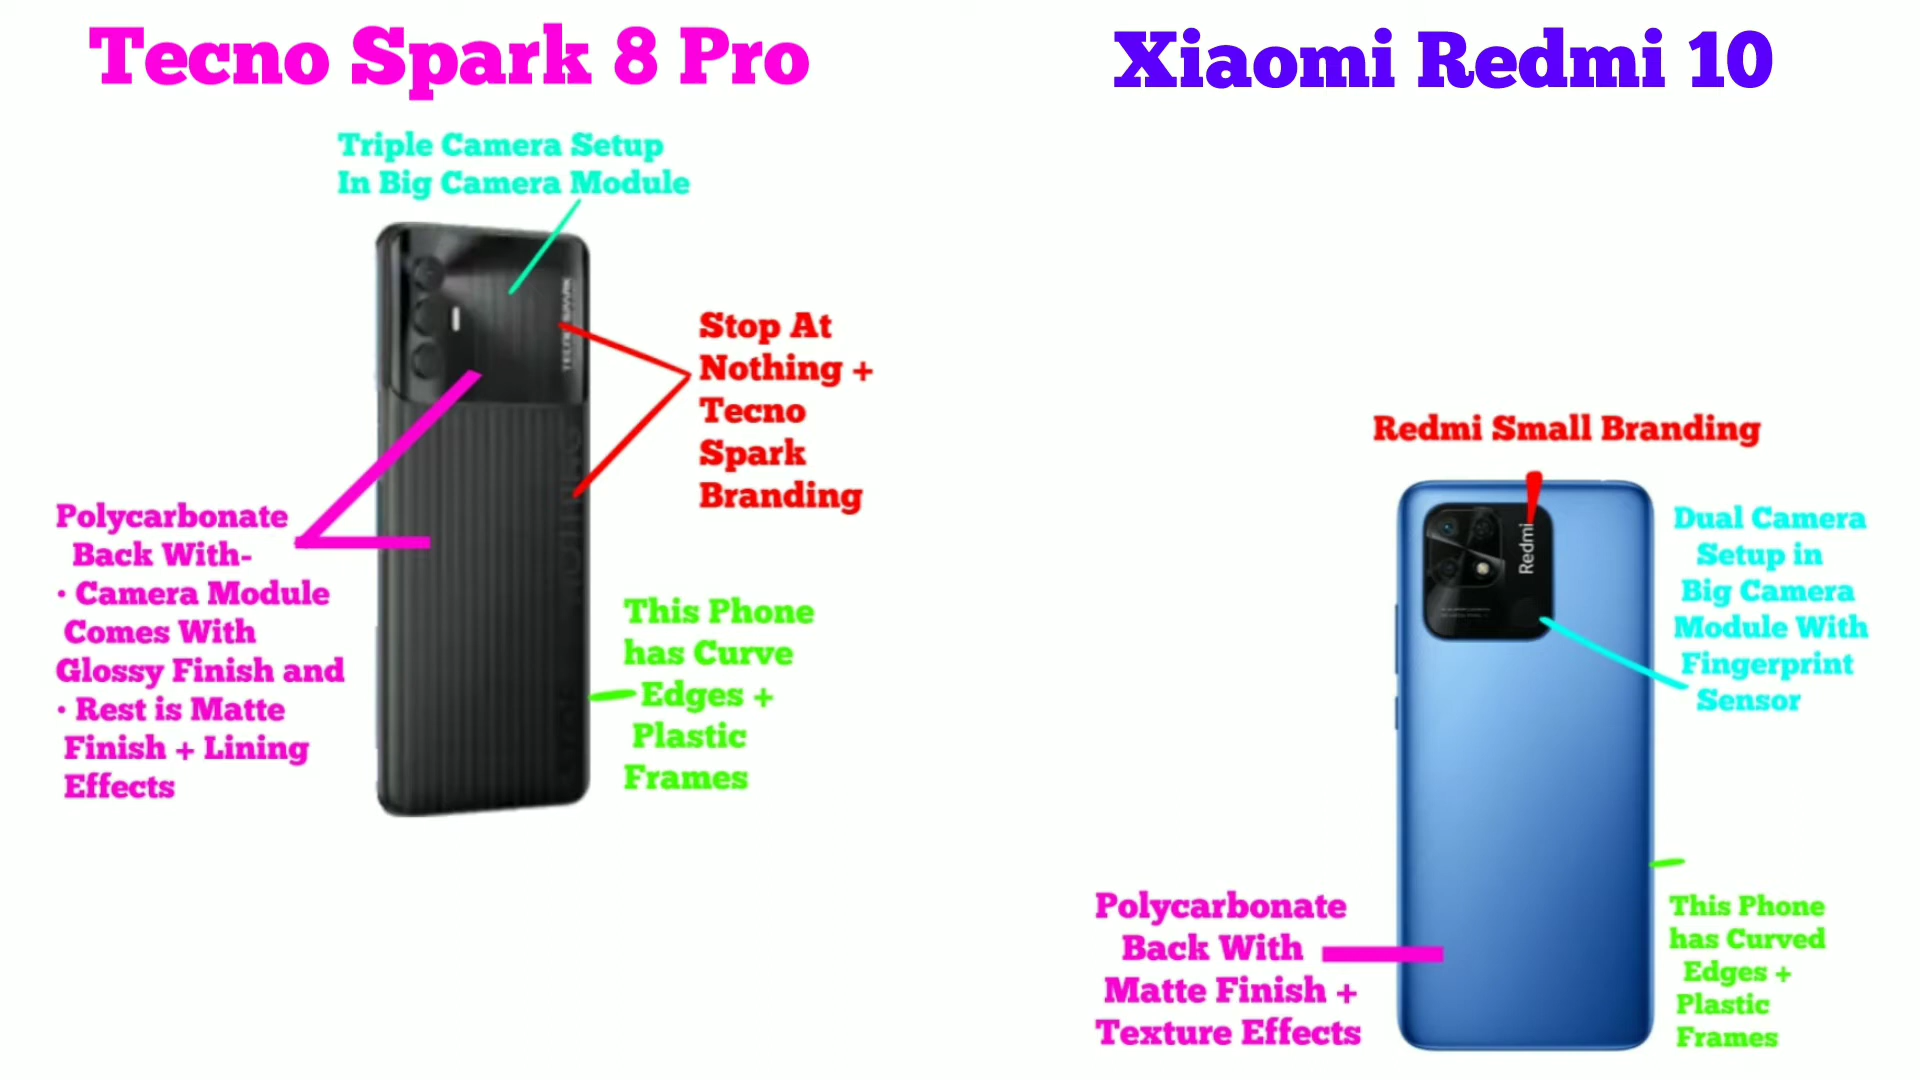 Tecno Spark 8 Pro
Triple Camera Setup
In Big Camera Module
TECNO SPARK
Stop At
Nothing +
Tecno
Spark
Branding
Polycarbonate
Back With-
• Camera Module
Comes With
Glossy Finish and
• Rest is Matte
Finish + Lining
Effects
This Phone
has Curve
Edges +
Plastic
Frames
Xiaomi Redmi 10
Redmi Small Branding
Redmi
Dual Camera
Setup in
Big Camera
Module With
Fingerprint
Sensor
Polycarbonate
Back With
Matte Finish +
Texture Effects
This Phone
has Curved
Edges +
Plastic
Frames